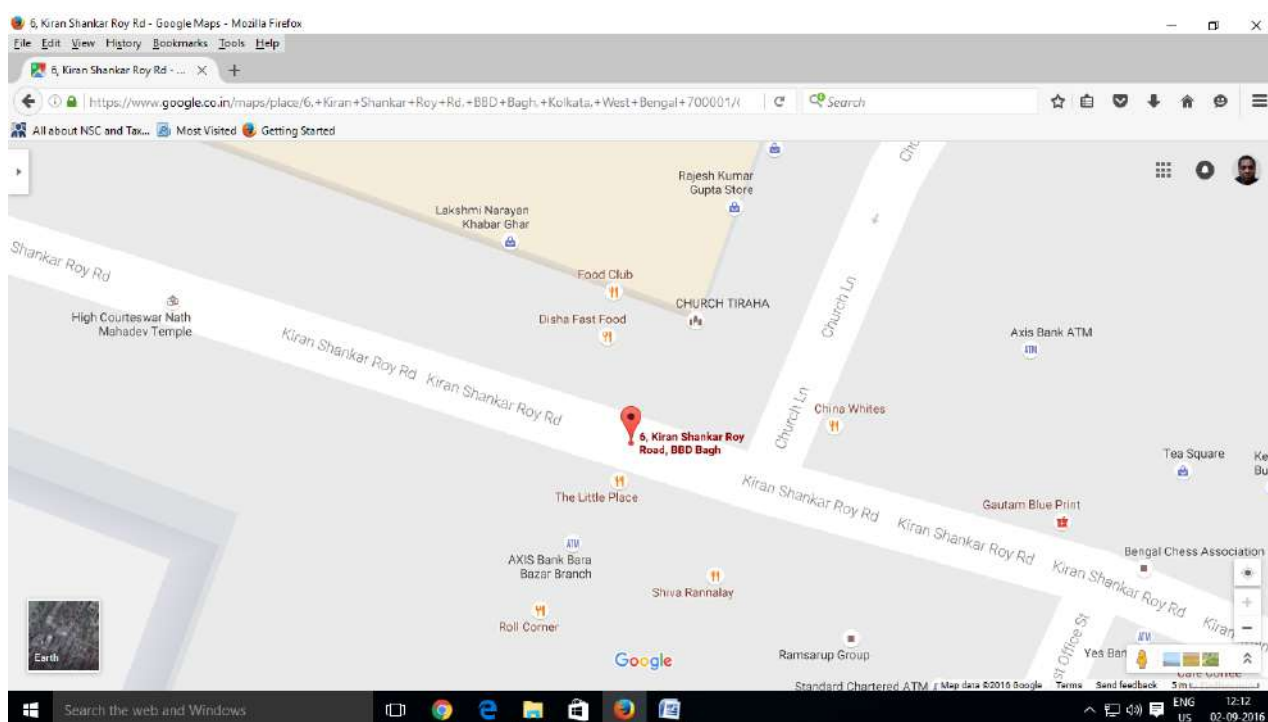 6, Kiran Shankar Roy Rd - Google Maps - Mozilla Firefox
File Edit View History Bookmarks Tools Help
6, Kiran Shankar Roy Rd - ...
https://www.google.co.in/maps/place/6,+Kiran+Shankar+Roy+Rd,+BBD+Bagh,+Kolkata,+West+Bengal+700001/
Search
All about NSC and Tax... Most Visited Getting Started
Rajesh Kumar
Gupta Store
Lakshmi Narayan
Khabar Ghar
Shankar Roy Rd
Food Club
CHURCH TIRAHA
Church Ln
High Courteswar Nath
Mahadev Temple
Disha Fast Food
Axis Bank ATM
ATM
Kiran Shankar Roy Rd
Kiran Shankar Roy Rd
Church Ln
China Whites
6, Kiran Shankar Roy
Road, BBD Bagh
Tea Square
The Little Place
Kiran Shankar Roy Rd
Gautam Blue Print
Kiran Shankar Roy Rd
ATM
AXIS Bank Bara
Bazar Branch
Bengal Chess Association
Kiran Shankar Roy Rd
Shiva Rannalay
Roll Corner
Kiran
Office St
ATM
Earth
Google
Ramsarup Group
Yes Ban
Standard Chartered ATM
Map data ©2016 Google Terms Send feedback 5 m
Search the web and Windows
ENG
US
12:12
02-09-2016